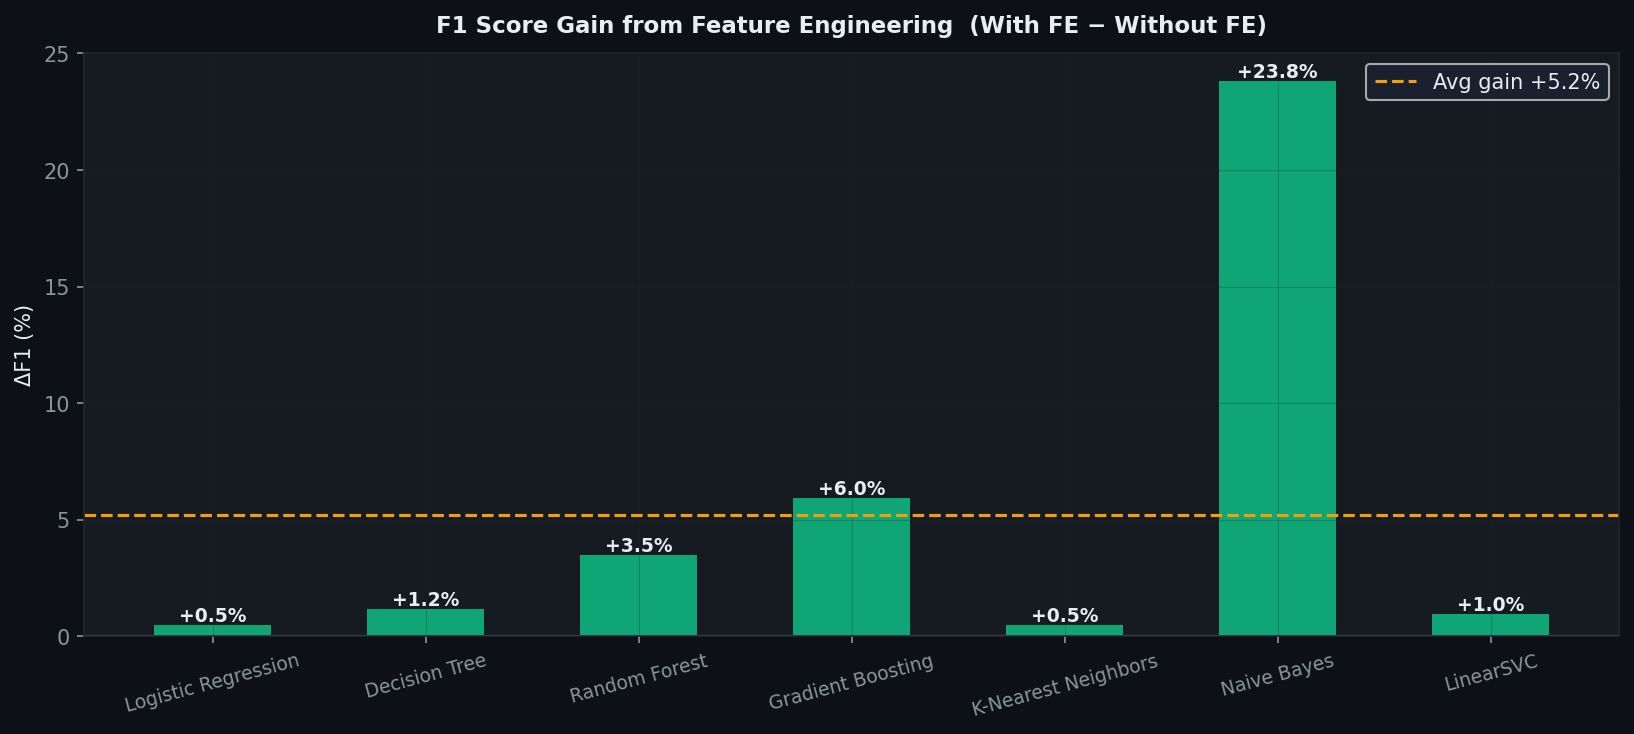 F1 Score Gain from Feature Engineering  (With FE − Without FE)
Avg gain +5.2%
ΔF1 (%)
25
20
15
10
5
0
+0.5%
+1.2%
+3.5%
+6.0%
+0.5%
+23.8%
+1.0%
Logistic Regression
Decision Tree
Random Forest
Gradient Boosting
K-Nearest Neighbors
Naive Bayes
LinearSVC